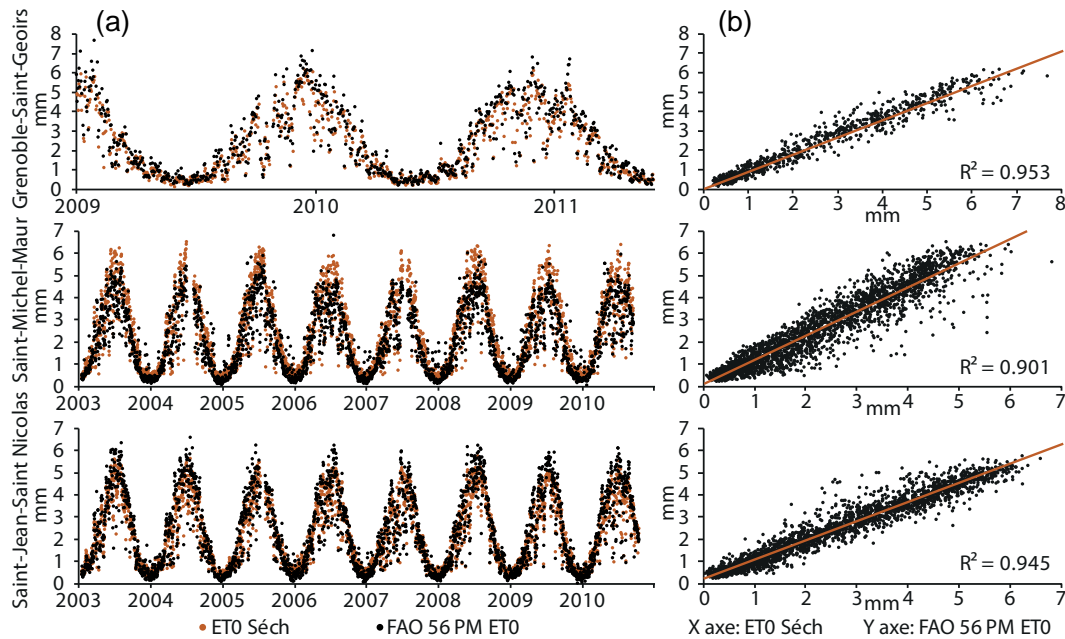 (a)
(b)
Grenoble-Saint-Geoirs
mm
8
7
6
5
4
3
2
1
0
2009
2010
2011
8
7
6
5
4
3
2
1
0
R² = 0.953
0 1 2 3 4 5 6 7 8
mm
Saint-Michel-Maur
mm
7
6
5
4
3
2
1
0
2003 2004 2005 2006 2007 2008 2009 2010
7
6
5
4
3
2
1
0
R² = 0.901
0 1 2 3 4 5 6 7
mm
Saint-Jean-Saint Nicolas
mm
7
6
5
4
3
2
1
0
2003 2004 2005 2006 2007 2008 2009 2010
7
6
5
4
3
2
1
0
R² = 0.945
0 1 2 3 4 5 6 7
mm
ET0 Séch
FAO 56 PM ET0
X axe: ET0 Séch
Y axe: FAO 56 PM ET0